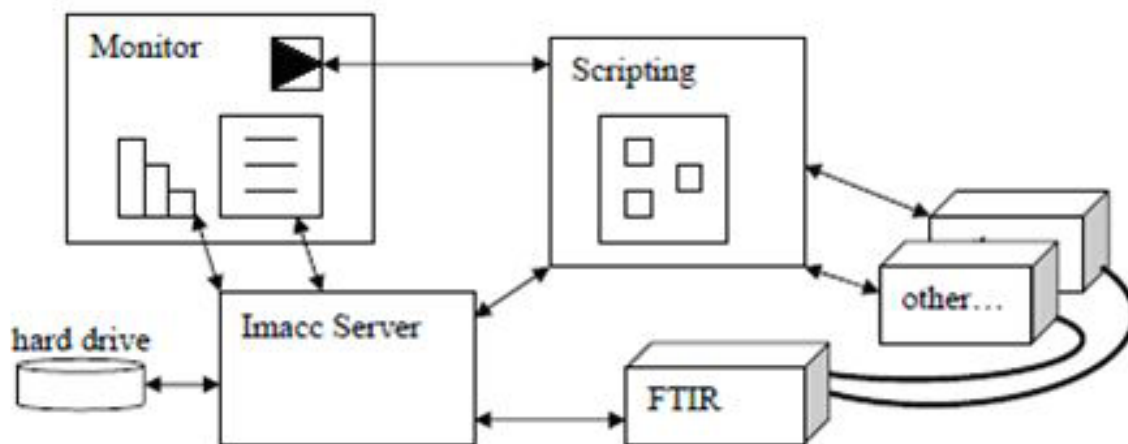 Monitor
Scripting
other…
Imacc Server
hard drive
FTIR